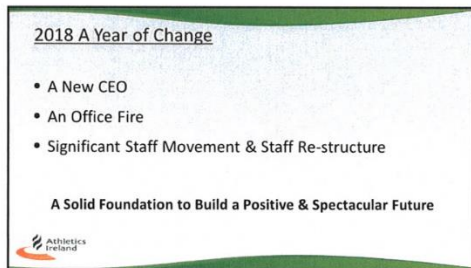 2018 A Year of Change
• A New CEO
• An Office Fire
• Significant Staff Movement & Staff Re-structure
A Solid Foundation to Build a Positive & Spectacular Future
Athletics
Ireland